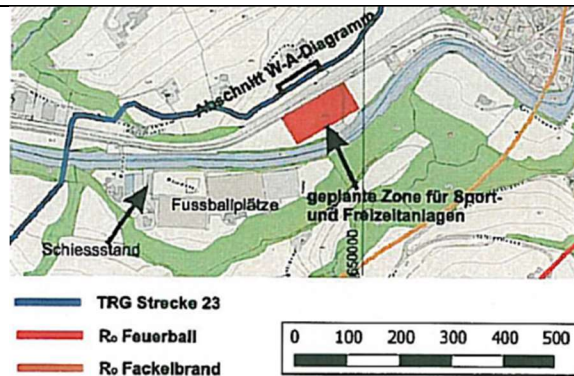 Abschnitt W-A-Diagramm
Fussballplätze
geplante Zone für Sport-
und Freizeitanlagen
Schiessstand
650000
TRG Strecke 23
R₀ Feuerball
R₀ Fackelbrand
0 100 200 300 400 500